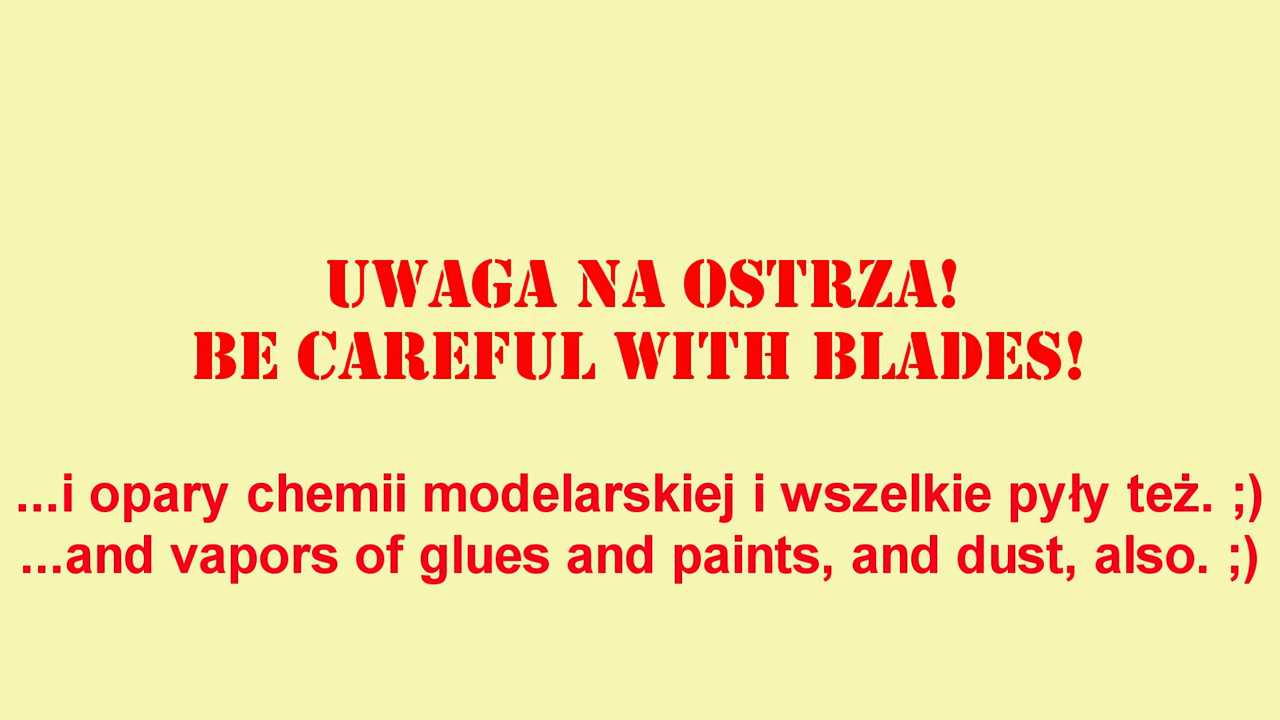 UWAGA NA OSTRZA!
BE CAREFUL WITH BLADES!
...i opary chemii modelarskiej i wszelkie pyły też. ;)
...and vapors of glues and paints, and dust, also. ;)